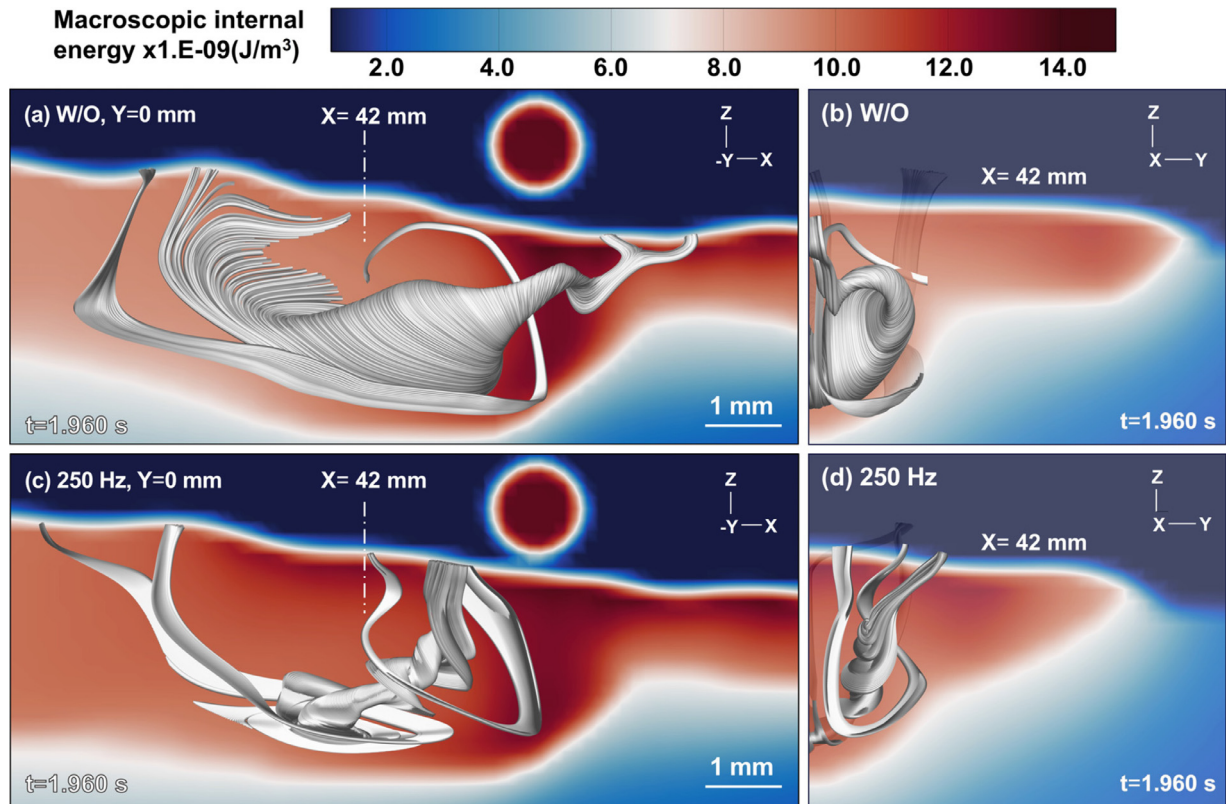 Macroscopic internal
energy x1.E-09(J/m³)
2.0 4.0 6.0 8.0 10.0 12.0 14.0
(a) W/O, Y=0 mm
X= 42 mm
Z
-Y X
t=1.960 s
1 mm
(b) W/O
Z
X Y
X= 42 mm
t=1.960 s
(c) 250 Hz, Y=0 mm
X= 42 mm
Z
-Y X
t=1.960 s
1 mm
(d) 250 Hz
Z
X Y
X= 42 mm
t=1.960 s